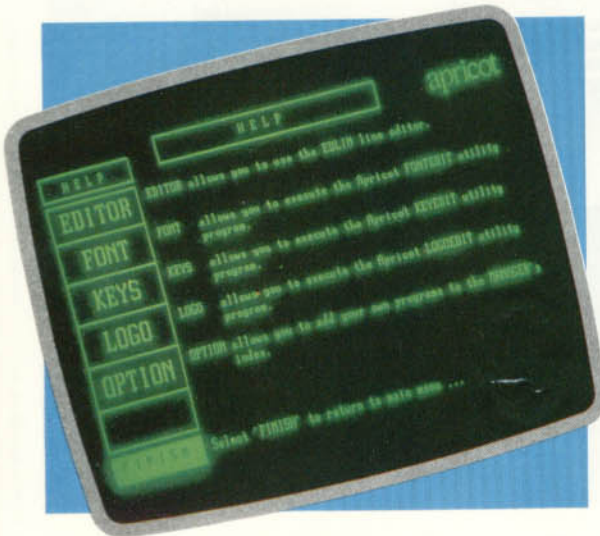 apricot
HELP
HELP
EDITOR
FONT
KEYS
LOGO
OPTION
FINISH
EDITOR allows you to use the EDLIN line editor.
FONT allows you to execute the Apricot FONTEDIT utility
program.
KEYS allows you to execute the Apricot KEYEDIT utility
program.
LOGO allows you to execute the Apricot LOGOEDIT utility
program.
OPTION allows you to add your own programs to the MANAGER's
index.
Select "FINISH" to return to main menu ...